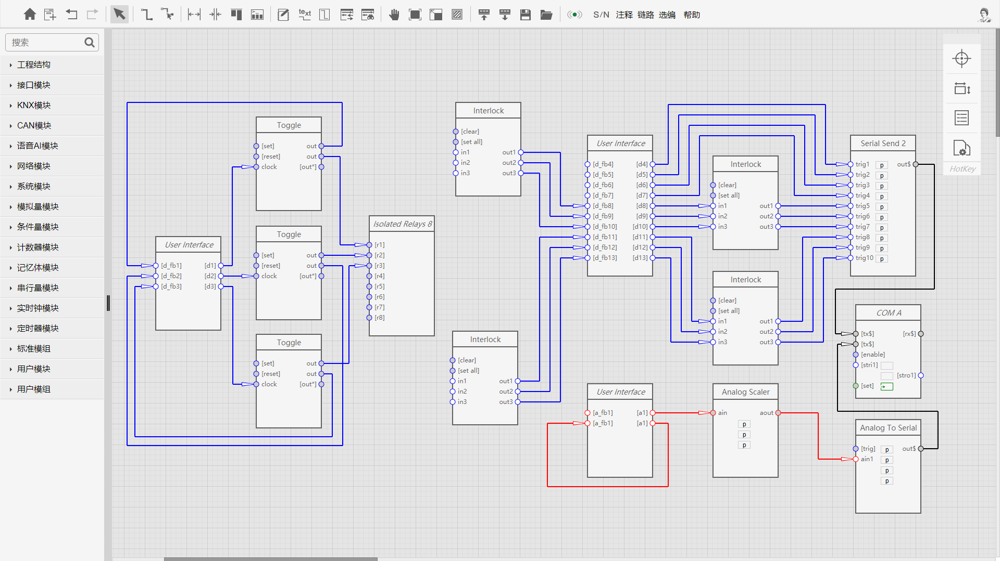 text
S/N 注释 链路 选编 帮助
搜索
工程结构
接口模块
KNX模块
CAN模块
语音AI模块
网络模块
系统模块
模拟量模块
条件量模块
计数器模块
记忆体模块
串行量模块
实时钟模块
定时器模块
标准模组
用户模块
用户模组
HotKey
User Interface
[d_fb1] [d1]
[d_fb2] [d2]
[d_fb3] [d3]
Toggle
[set] out
[reset] out
clock [out*]
Toggle
[set] out
[reset] out
clock [out*]
Toggle
[set] out
[reset] out
clock [out*]
Isolated Relays 8
[r1]
[r2]
[r3]
[r4]
[r5]
[r6]
[r7]
[r8]
Interlock
[clear]
[set all]
in1 out1
in2 out2
in3 out3
Interlock
[clear]
[set all]
in1 out1
in2 out2
in3 out3
User Interface
[d_fb4] [d4]
[d_fb5] [d5]
[d_fb6] [d6]
[d_fb7] [d7]
[d_fb8] [d8]
[d_fb9] [d9]
[d_fb10] [d10]
[d_fb11] [d11]
[d_fb12] [d12]
[d_fb13] [d13]
Interlock
[clear]
[set all]
in1 out1
in2 out2
in3 out3
Interlock
[clear]
[set all]
in1 out1
in2 out2
in3 out3
Serial Send 2
trig1 p out$
trig2 p
trig3 p
trig4 p
trig5 p
trig6 p
trig7 p
trig8 p
trig9 p
trig10 p
COM A
[tx$] [rx$]
[tx$]
[enable]
[stri1]
[stro1]
[set]
User Interface
[a_fb1] [a1]
[a_fb1] [a1]
Analog Scaler
ain aout
p
p
p
Analog To Serial
[trig] p out$
ain1 p
p
p